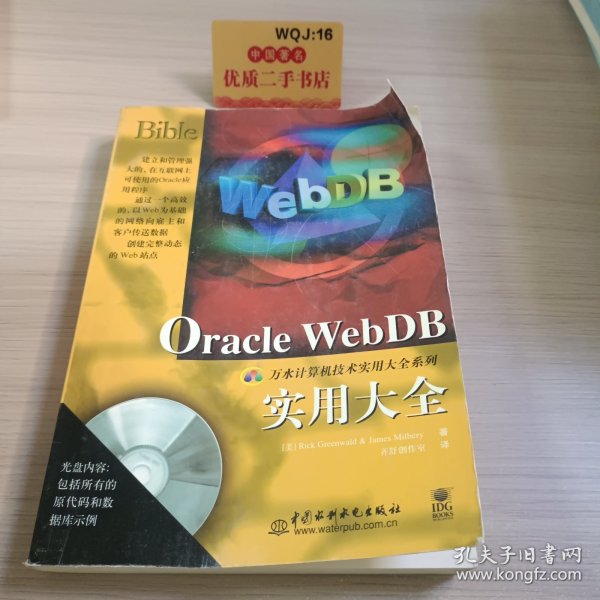 WQJ:16
中国著名
优质二手书店
Bible
建立和管理强
大的、在互联网上
可使用的Oracle应
用程序
通过一个高效
的、以Web为基础
的网络向雇主和
客户传送数据
创建完整动态
的Web站点
WebDB
Oracle WebDB
万水计算机技术实用大全系列
实用大全
[美] Rick Greenwald & James Milbery 著
齐舒创作室 译
光盘内容:
包括所有的
原代码和数
据库示例
中国水利水电出版社
www.waterpub.com.cn
IDG
BOOKS
孔夫子旧书网
www.kongfz.com